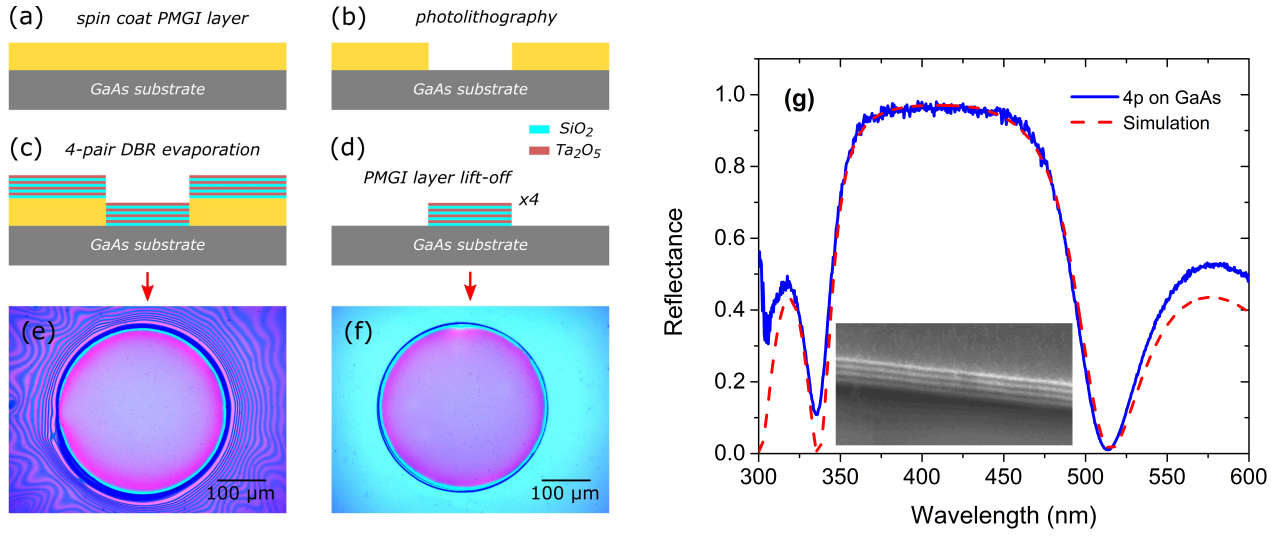 (a) spin coat PMGI layer
GaAs substrate
(b) photolithography
GaAs substrate
(c) 4-pair DBR evaporation
GaAs substrate
SiO2
Ta2O5
(d)
PMGI layer lift-off
x4
GaAs substrate
(e)
100 µm
(f)
100 µm
(g)
4p on GaAs
Simulation
Reflectance
1.0
0.8
0.6
0.4
0.2
0.0
300 350 400 450 500 550 600
Wavelength (nm)